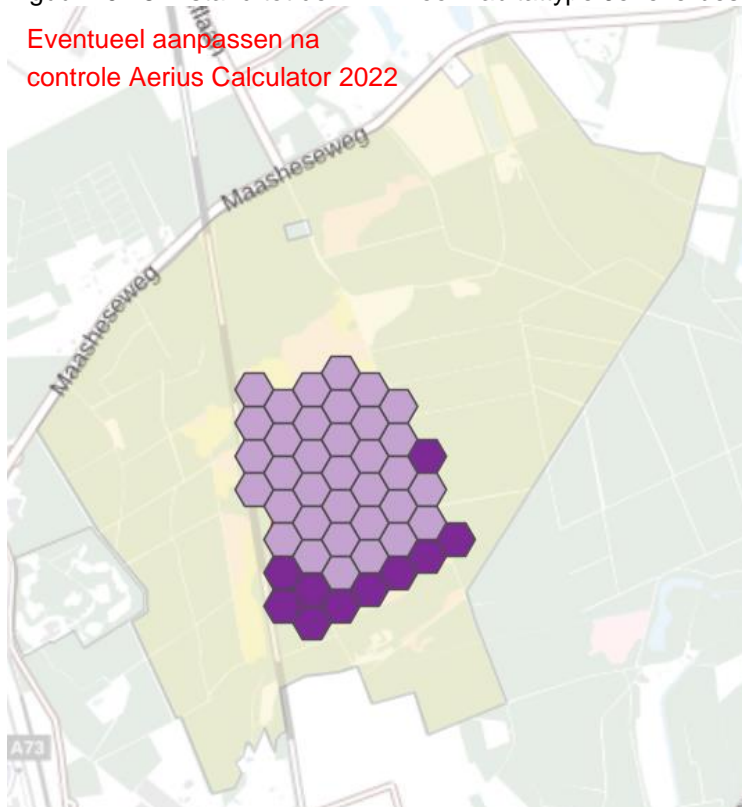 Eventueel aanpassen na
controle Aerius Calculator 2022
Maasheseweg
Maasheseweg
A73